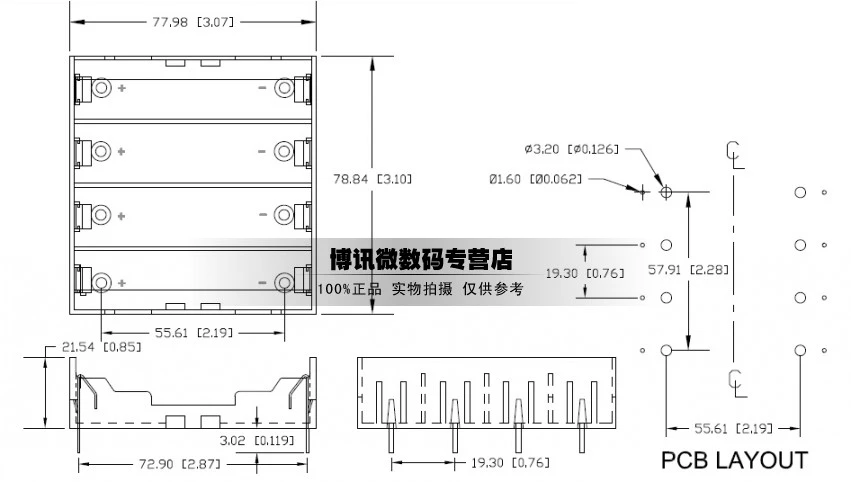 77.98 [3.07]
+ −
+ −
+ −
+ −
78.84 [3.10]
55.61 [2.19]
Ø3.20 [Ø0.126]
Ø1.60 [Ø0.062]
19.30 [0.76]
57.91 [2.28]
博讯微数码专营店
100%正品 实物拍摄 仅供参考
21.54 [0.85]
3.02 [0.119]
72.90 [2.87]
19.30 [0.76]
55.61 [2.19]
PCB LAYOUT